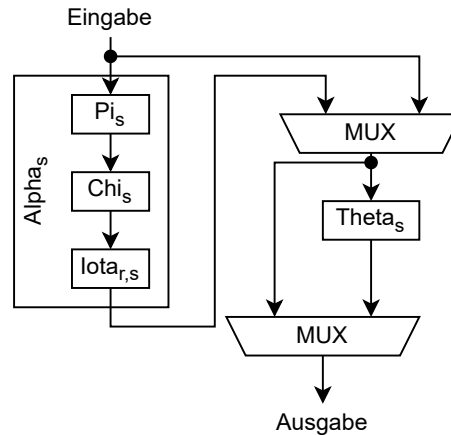 Eingabe
Alphaₛ
Piₛ
Chiₛ
Iotaᵣ,ₛ
MUX
Thetaₛ
MUX
Ausgabe